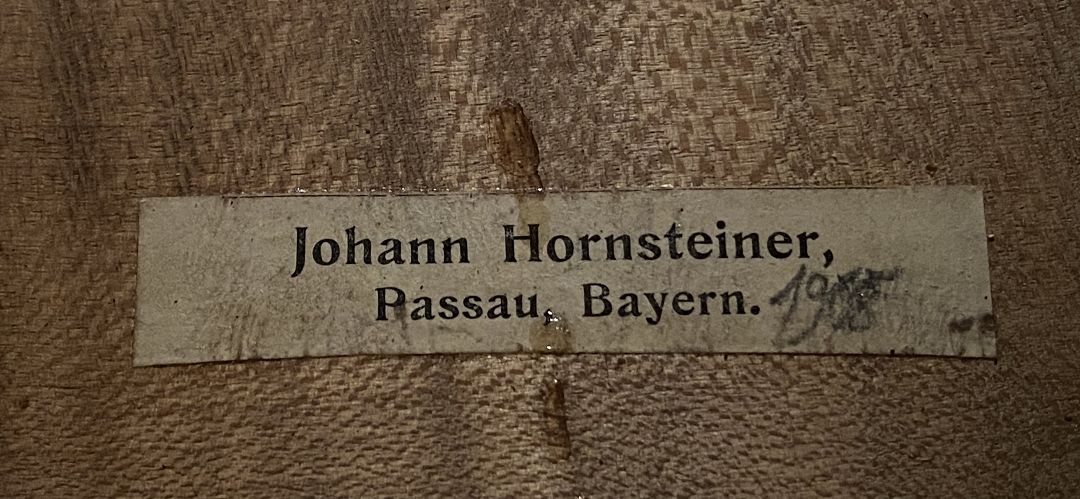 Johann Hornsteiner,
Passau, Bayern.